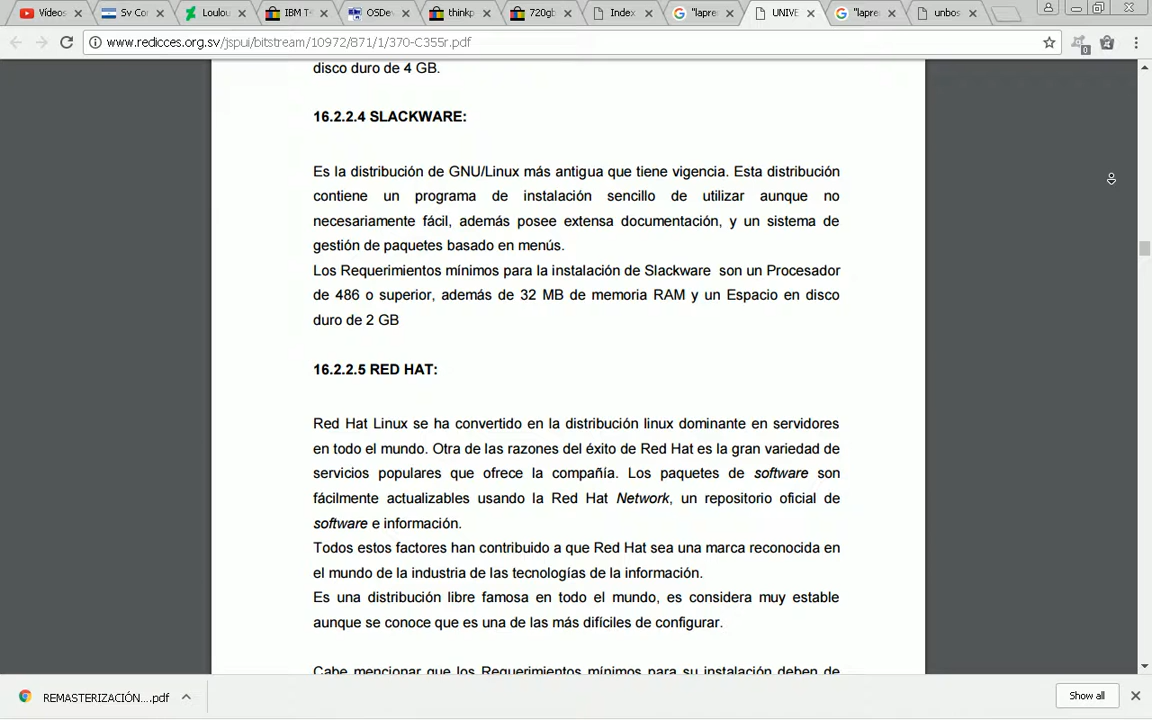 Vídeos
Sv Co
Loulou
IBM T
OSDev
thinkp
720gb
Index
"lapre
UNIVE
"lapre
unbos
www.redicces.org.sv/jspui/bitstream/10972/871/1/370-C355r.pdf
0
disco duro de 4 GB.
16.2.2.4 SLACKWARE:
Es la distribución de GNU/Linux más antigua que tiene vigencia. Esta distribución
contiene un programa de instalación sencillo de utilizar aunque no
necesariamente fácil, además posee extensa documentación, y un sistema de
gestión de paquetes basado en menús.
Los Requerimientos mínimos para la instalación de Slackware son un Procesador
de 486 o superior, además de 32 MB de memoria RAM y un Espacio en disco
duro de 2 GB
16.2.2.5 RED HAT:
Red Hat Linux se ha convertido en la distribución linux dominante en servidores
en todo el mundo. Otra de las razones del éxito de Red Hat es la gran variedad de
servicios populares que ofrece la compañía. Los paquetes de software son
fácilmente actualizables usando la Red Hat Network, un repositorio oficial de
software e información.
Todos estos factores han contribuido a que Red Hat sea una marca reconocida en
el mundo de la industria de las tecnologías de la información.
Es una distribución libre famosa en todo el mundo, es considera muy estable
aunque se conoce que es una de las más difíciles de configurar.
Cabe mencionar que los Requerimientos mínimos para su instalación deben de
REMASTERIZACIÓN....pdf
Show all